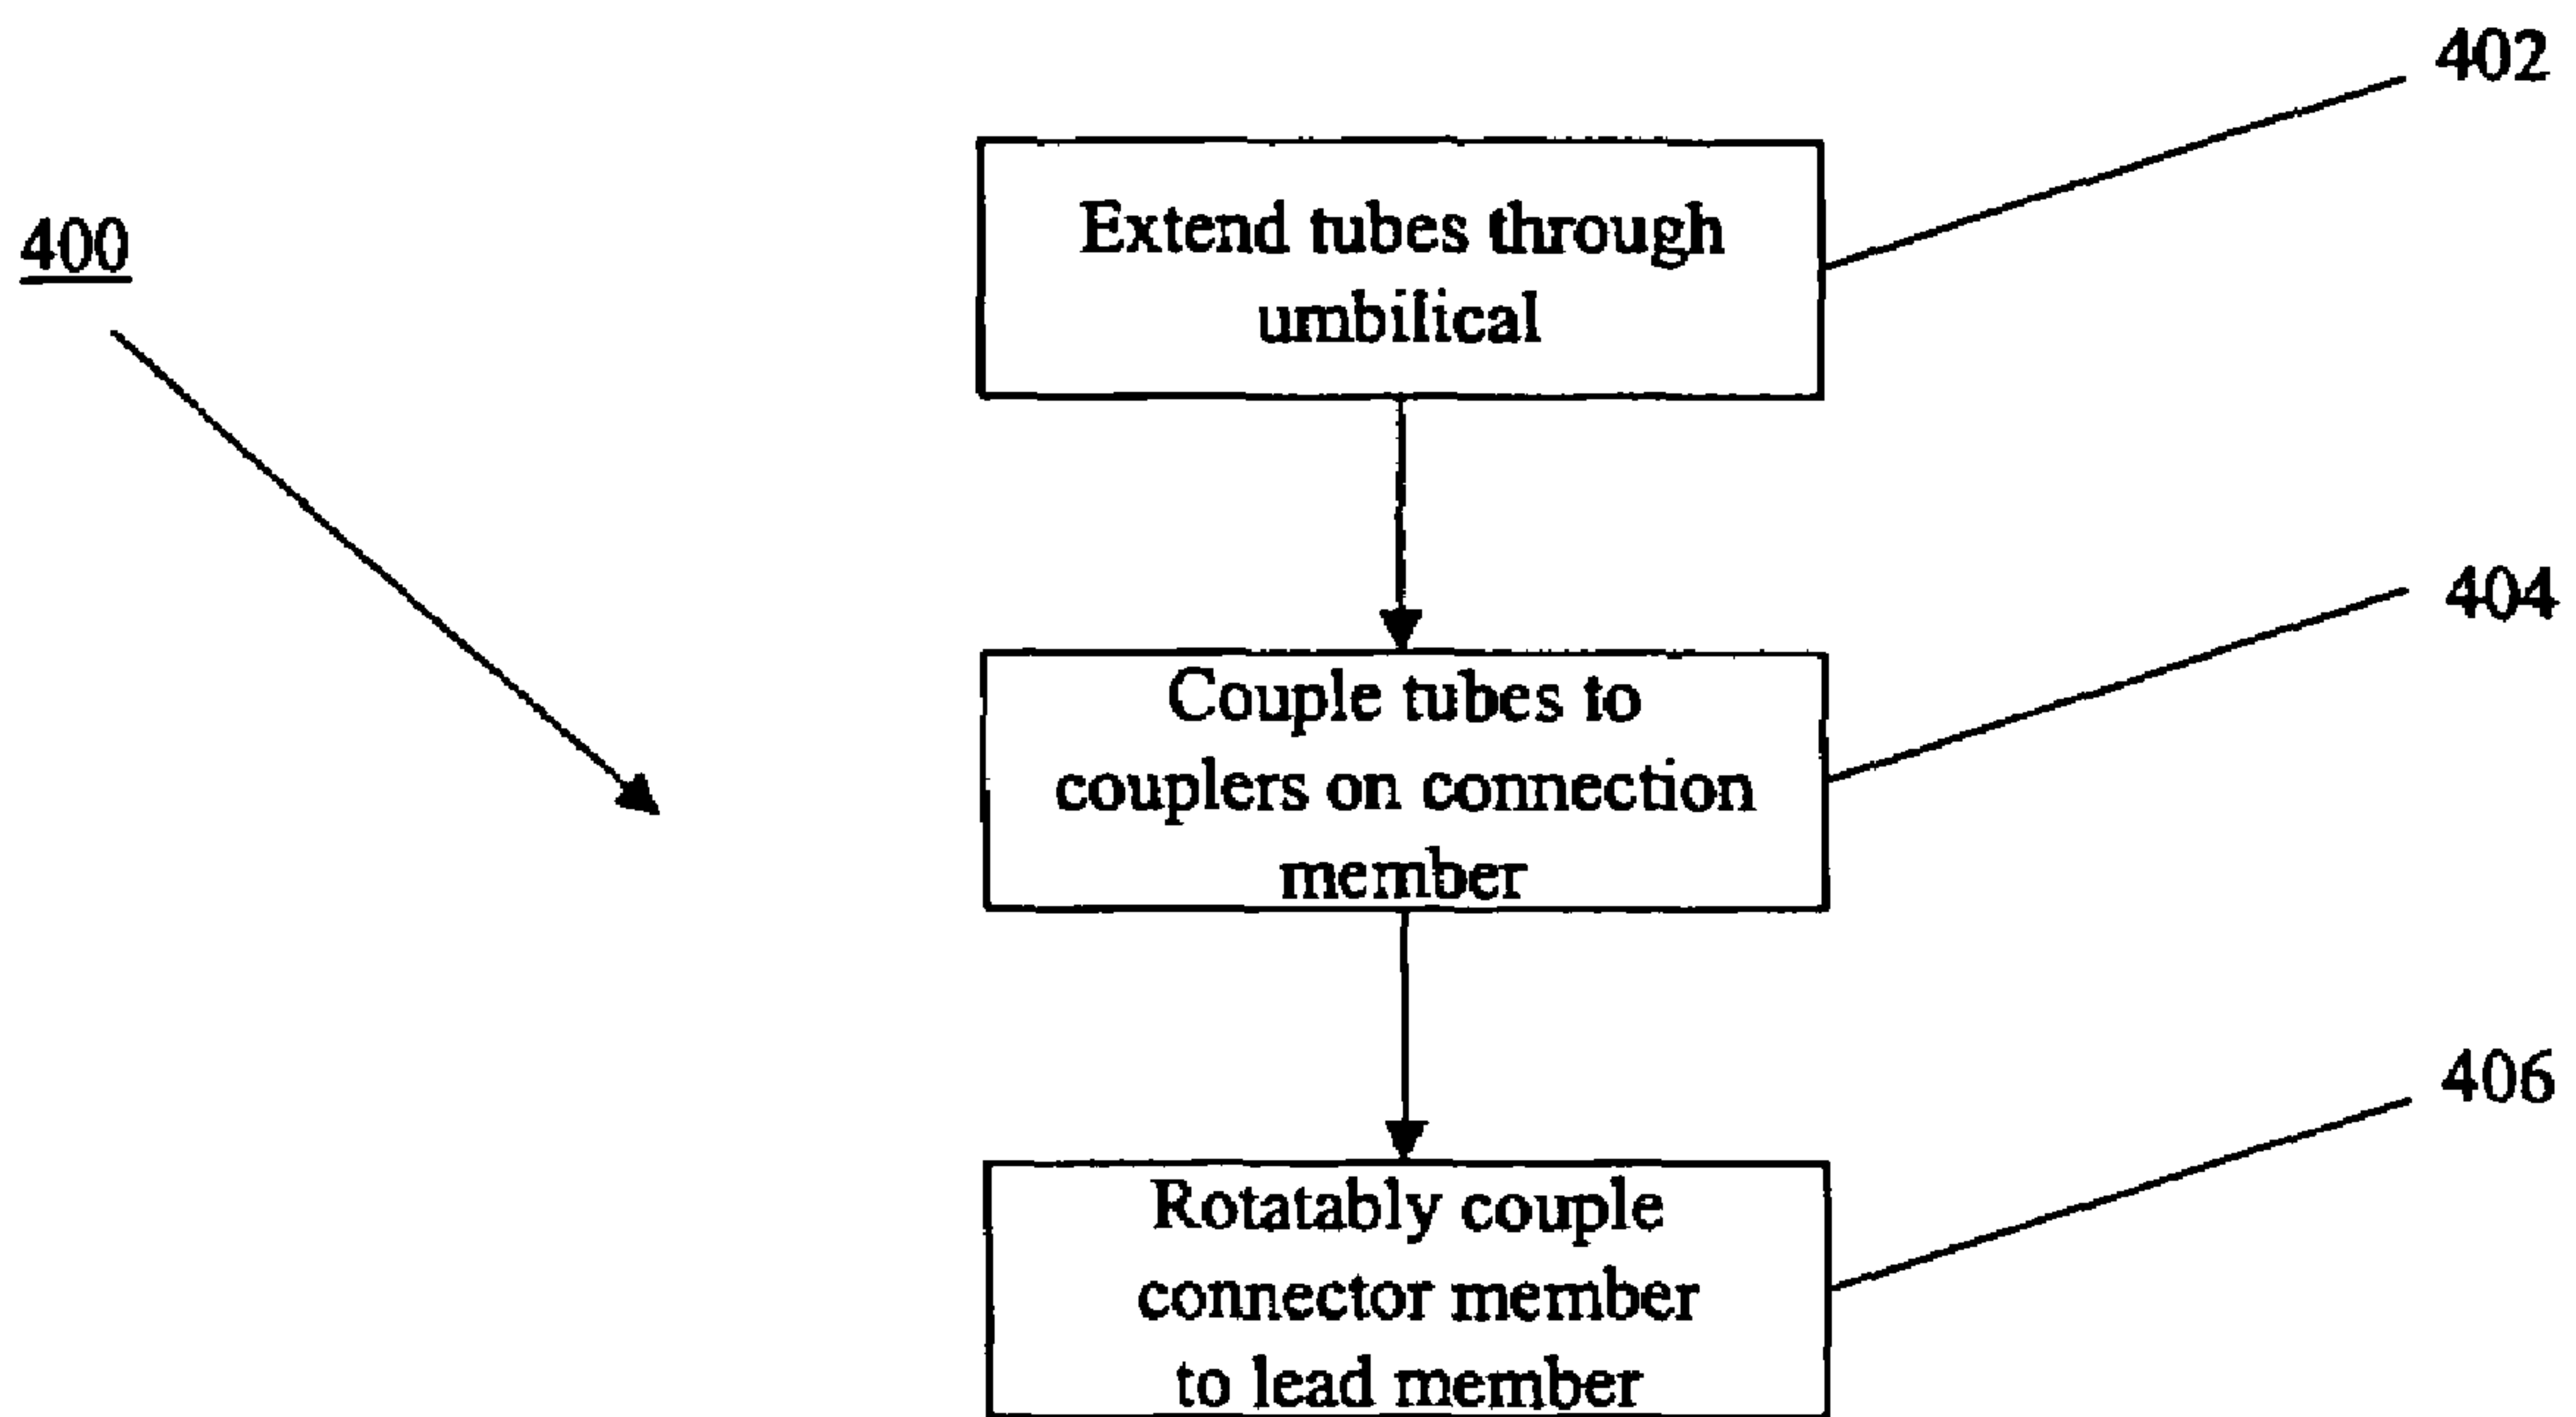 402
400
Extend tubes through
umbilical
404
Couple tubes to
couplers on connection
member
406
Rotatably couple
connector member
to lead member